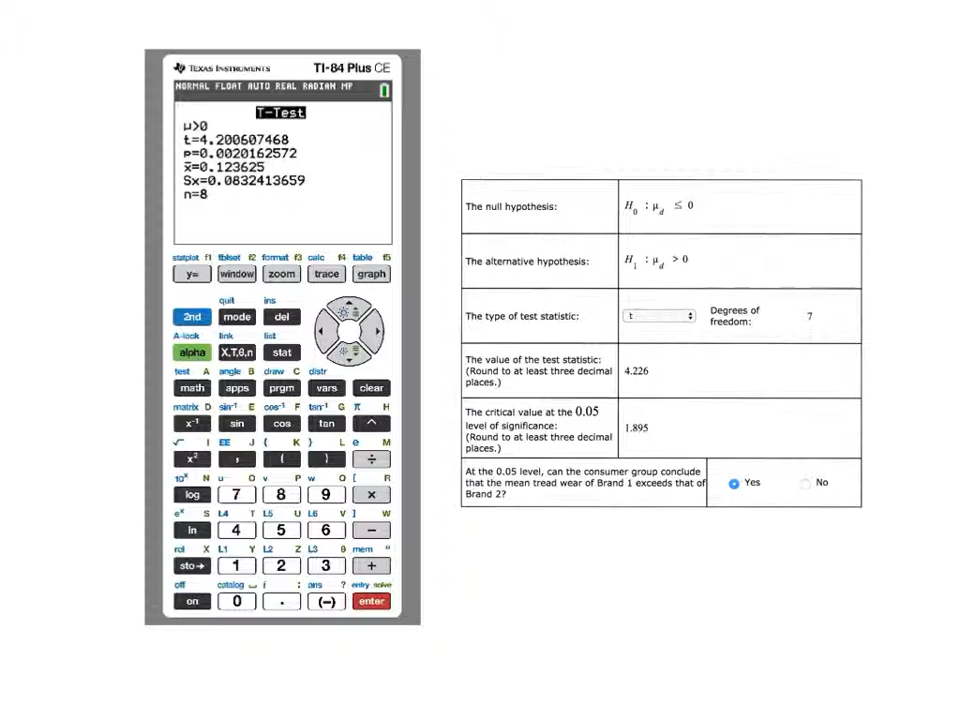 TEXAS INSTRUMENTS TI-84 Plus CE
NORMAL FLOAT AUTO REAL RADIAN MP
T-Test
μ>0
t=4.200607468
p=0.0020162572
x̄=0.123625
Sx=0.0832413659
n=8
statplot f1 tblset f2 format f3 calc f4 table f5
y= window zoom trace graph
quit ins
2nd mode del
A-lock link list
alpha X,T,θ,n stat
test A angle B draw C distr
math apps prgm vars clear
matrix D sin⁻¹ E cos⁻¹ F tan⁻¹ G π H
x⁻¹ sin cos tan ^
√ I EE J { K } L e M
x² , ( ) ÷
10ˣ N u O v P w Q [ R
log 7 8 9 ×
eˣ S L4 T L5 U L6 V ] W
ln 4 5 6 −
rcl X L1 Y L2 Z L3 θ mem "
sto→ 1 2 3 +
off catalog ⎵ i : ans ? entry solve
on 0 . (−) enter
The null hypothesis: H₀ : μd ≤ 0
The alternative hypothesis: H₁ : μd > 0
The type of test statistic: t Degrees of
freedom: 7
The value of the test statistic:
(Round to at least three decimal
places.) 4.226
The critical value at the 0.05
level of significance:
(Round to at least three decimal
places.) 1.895
At the 0.05 level, can the consumer group conclude
that the mean tread wear of Brand 1 exceeds that of
Brand 2? Yes No